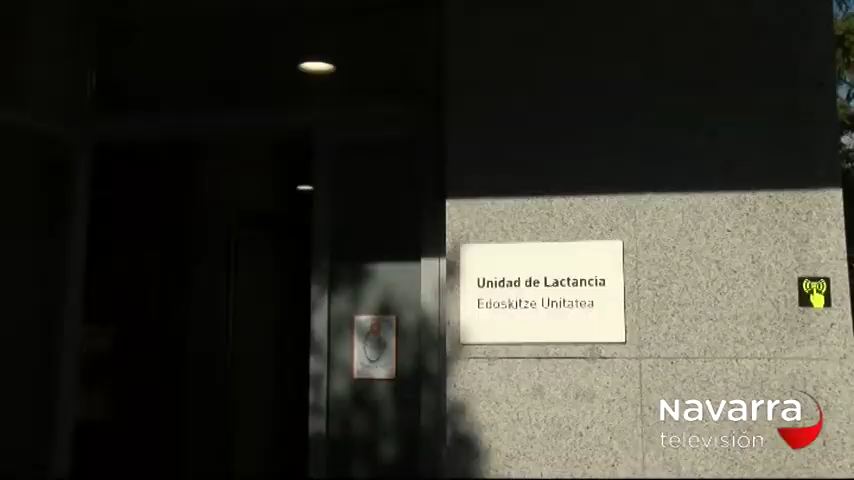 Unidad de Lactancia
Edoskitze Unitatea
Navarra
televisión